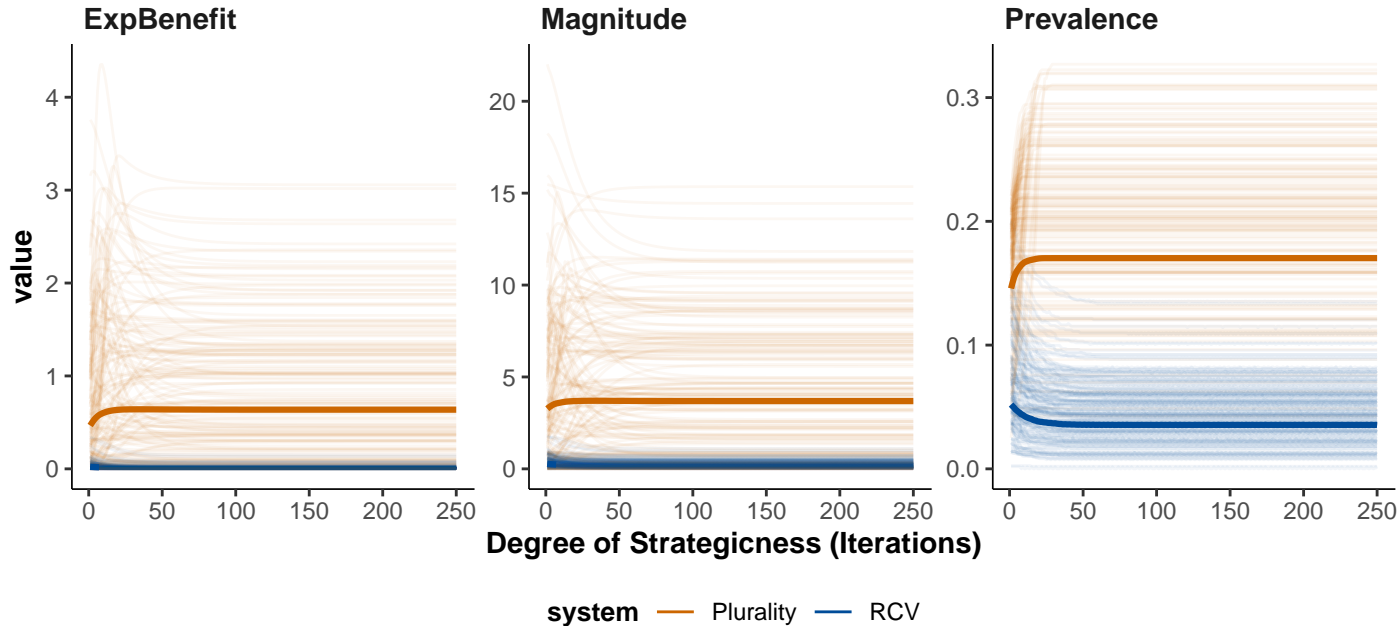 ExpBenefit Magnitude Prevalence
value
4
3
2
1
0
20
15
10
5
0
0.3
0.2
0.1
0.0
0 50 100 150 200 250 0 50 100 150 200 250 0 50 100 150 200 250
Degree of Strategicness (Iterations)
system Plurality RCV